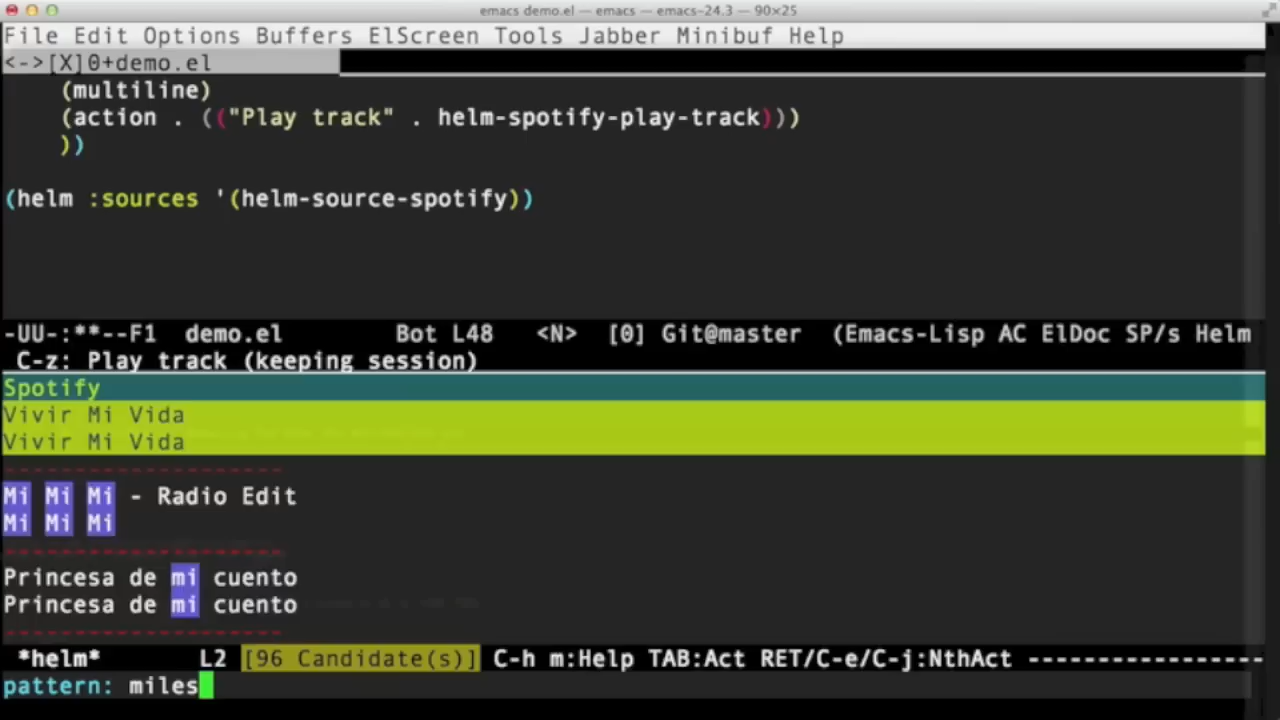 emacs demo.el — emacs — emacs-24.3 — 90×25
File Edit Options Buffers ElScreen Tools Jabber Minibuf Help
<->[X]0+demo.el
(multiline)
(action . (("Play track" . helm-spotify-play-track)))
))
(helm :sources '(helm-source-spotify))
-UU-:**--F1 demo.el Bot L48 <N> [0] Git@master (Emacs-Lisp AC ElDoc SP/s Helm
C-z: Play track (keeping session)
Spotify
Vivir Mi Vida
Vivir Mi Vida
--------------------
Mi Mi Mi - Radio Edit
Mi Mi Mi
--------------------
Princesa de mi cuento
Princesa de mi cuento
--------------------
*helm* L2 [96 Candidate(s)] C-h m:Help TAB:Act RET/C-e/C-j:NthAct -----------------
pattern: miles